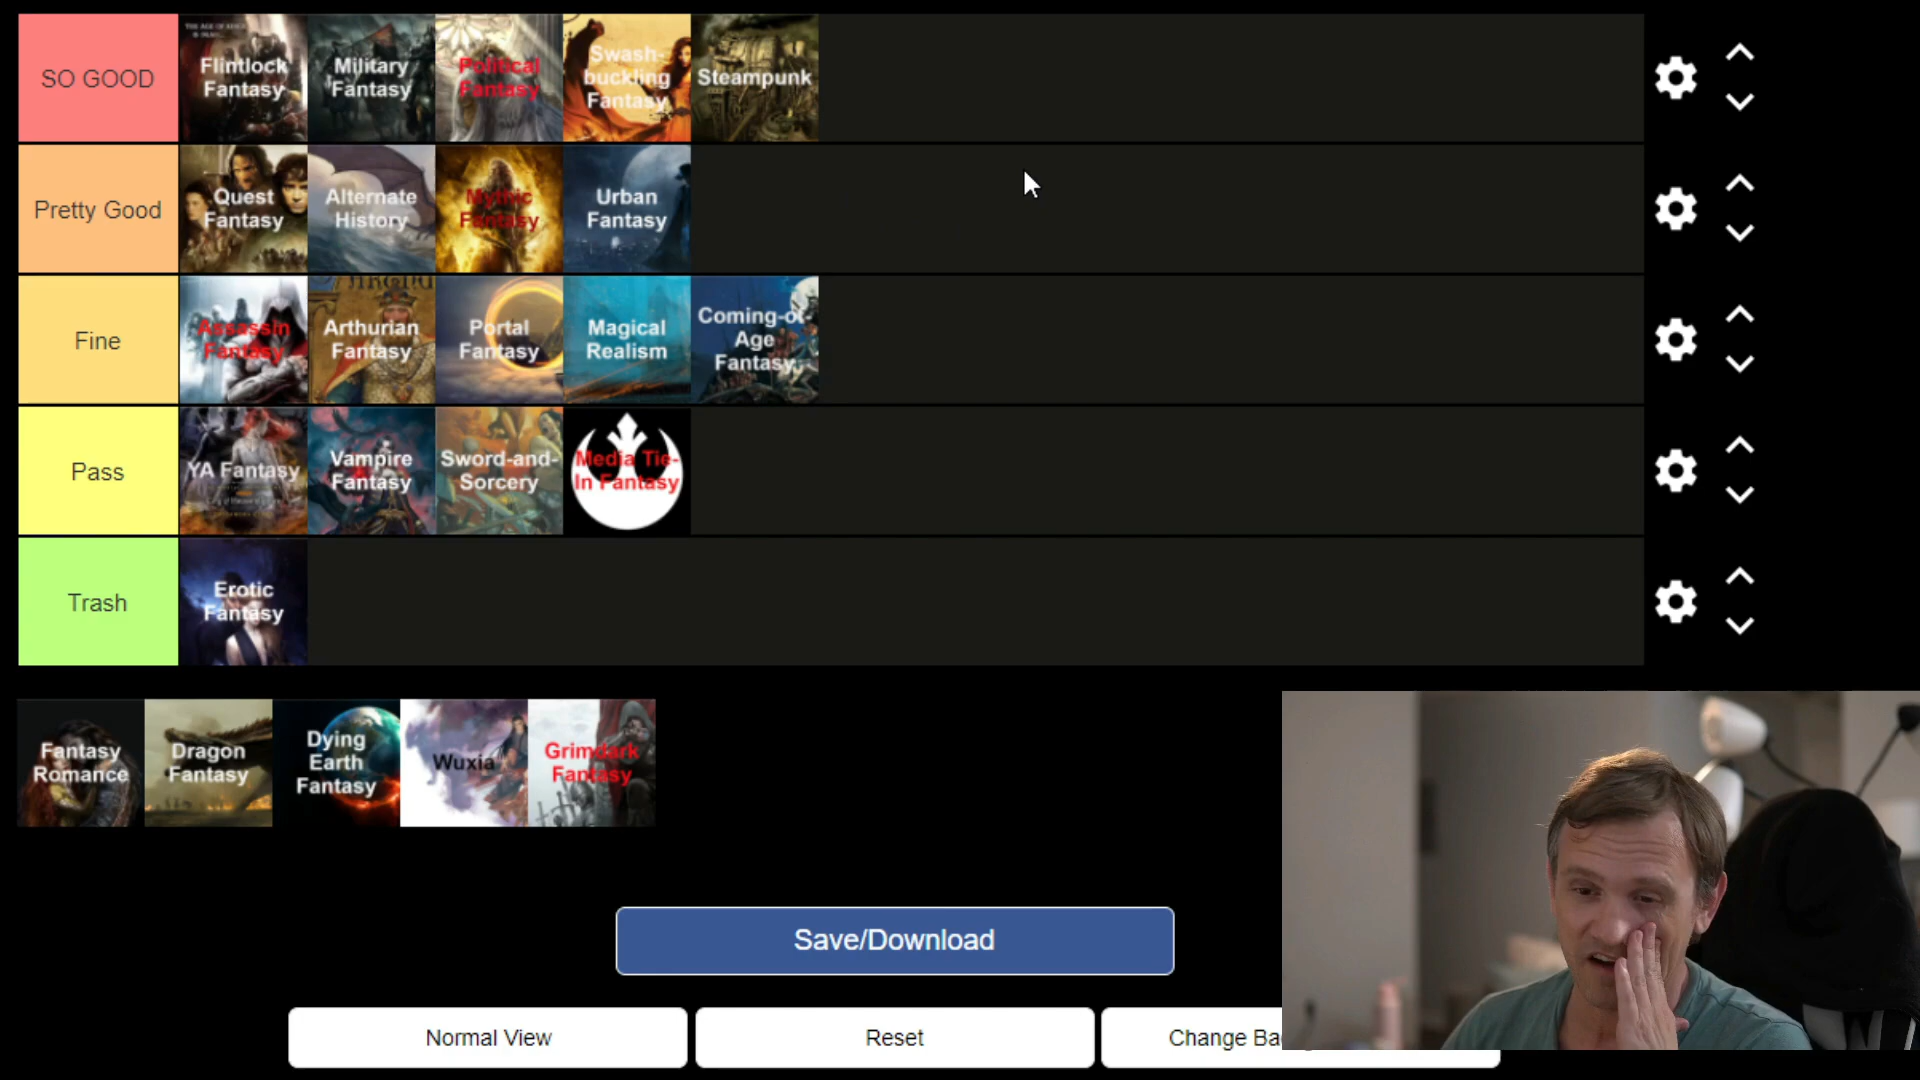 SO GOOD
Flintlock
Fantasy
Military
Fantasy
Political
Fantasy
Swash-
buckling
Fantasy
Steampunk
Pretty Good
Quest
Fantasy
Alternate
History
Mythic
Fantasy
Urban
Fantasy
Fine
Assassin
Fantasy
Arthurian
Fantasy
Portal
Fantasy
Magical
Realism
Coming-of-
Age
Fantasy
Pass
YA Fantasy
Vampire
Fantasy
Sword-and-
Sorcery
Media Tie-
In Fantasy
Trash
Erotic
Fantasy
Fantasy
Romance
Dragon
Fantasy
Dying
Earth
Fantasy
Wuxia
Grimdark
Fantasy
Save/Download
Normal View
Reset
Change